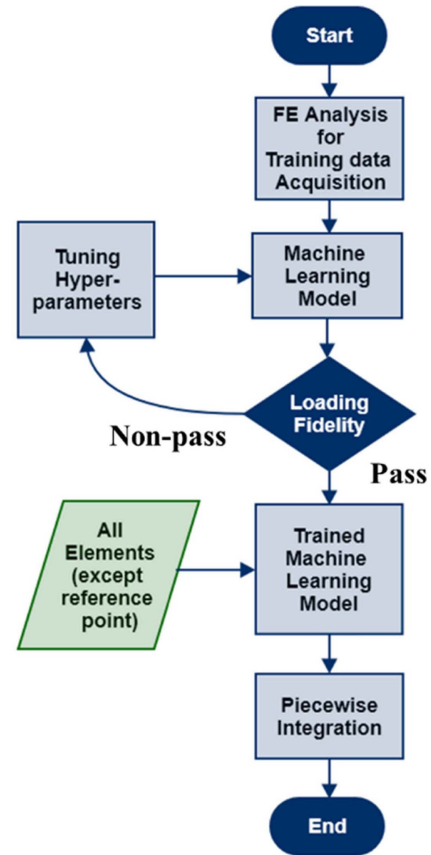 Start
FE Analysis
for
Training data
Acquisition
Tuning
Hyper-
parameters
Machine
Learning
Model
Loading
Fidelity
Non-pass
Pass
All
Elements
(except
reference
point)
Trained
Machine
Learning
Model
Piecewise
Integration
End